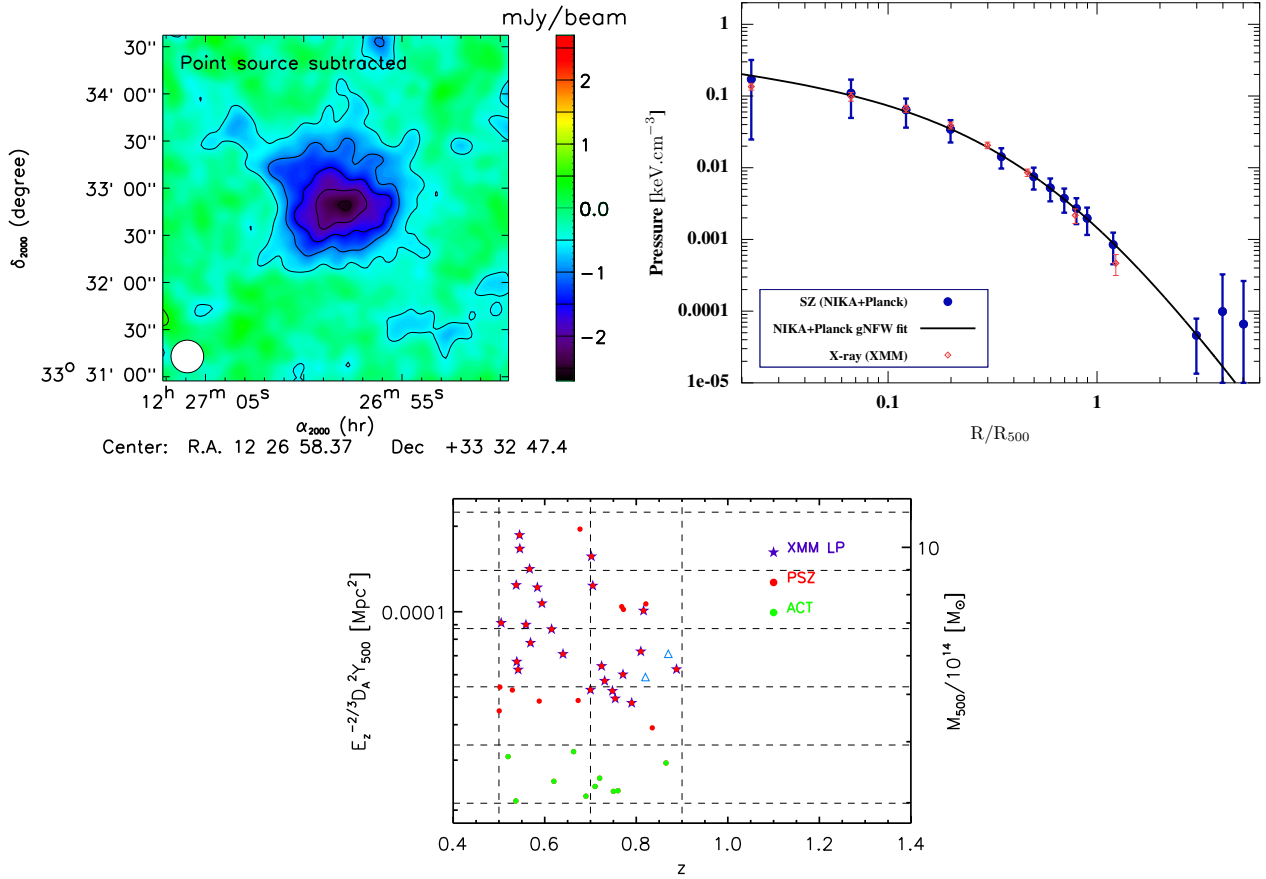 mJy/beam
Point source subtracted
30''
34' 00''
30''
33' 00''
30''
32' 00''
30''
33° 31' 00''
δ2000 (degree)
12h 27m 05s
26 55s
α2000 (hr)
Center: R.A. 12 26 58.37 Dec +33 32 47.4
2
1
0.0
−1
−2
1
0.1
0.01
0.001
0.0001
1e-05
Pressure [keV.cm−3]
SZ (NIKA+Planck)
NIKA+Planck gNFW fit
X-ray (XMM)
0.1
1
R/R500
Ez−2/3DA2Y500 [Mpc2]
0.0001
XMM LP
PSZ
ACT
10
M500/1014 [M☉]
0.4
0.6
0.8
1.0
1.2
1.4
z